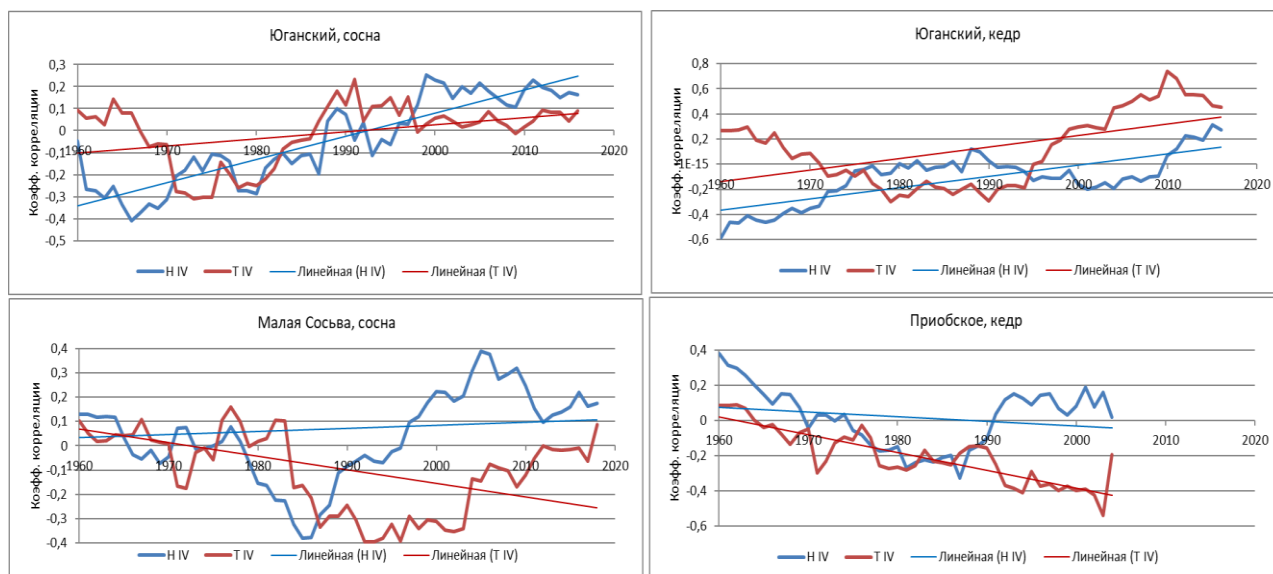 Юганский, сосна
Коэфф. корреляции
0,3
0,2
0,1
0
-0,1
-0,2
-0,3
-0,4
-0,5
1960 1970 1980 1990 2000 2010 2020
H IV T IV Линейная (H IV) Линейная (T IV)
Юганский, кедр
Коэфф. корреляции
0,8
0,6
0,4
0,2
-1E-15
-0,2
-0,4
-0,6
1960 1970 1980 1990 2000 2010 2020
H IV T IV Линейная (H IV) Линейная (T IV)
Малая Сосьва, сосна
Коэфф. корреляции
0,4
0,3
0,2
0,1
0
-0,1
-0,2
-0,3
-0,4
1960 1970 1980 1990 2000 2010 2020
H IV T IV Линейная (H IV) Линейная (T IV)
Приобское, кедр
Коэфф. корреляции
0,4
0,2
0
-0,2
-0,4
-0,6
1960 1970 1980 1990 2000 2010 2020
H IV T IV Линейная (H IV) Линейная (T IV)